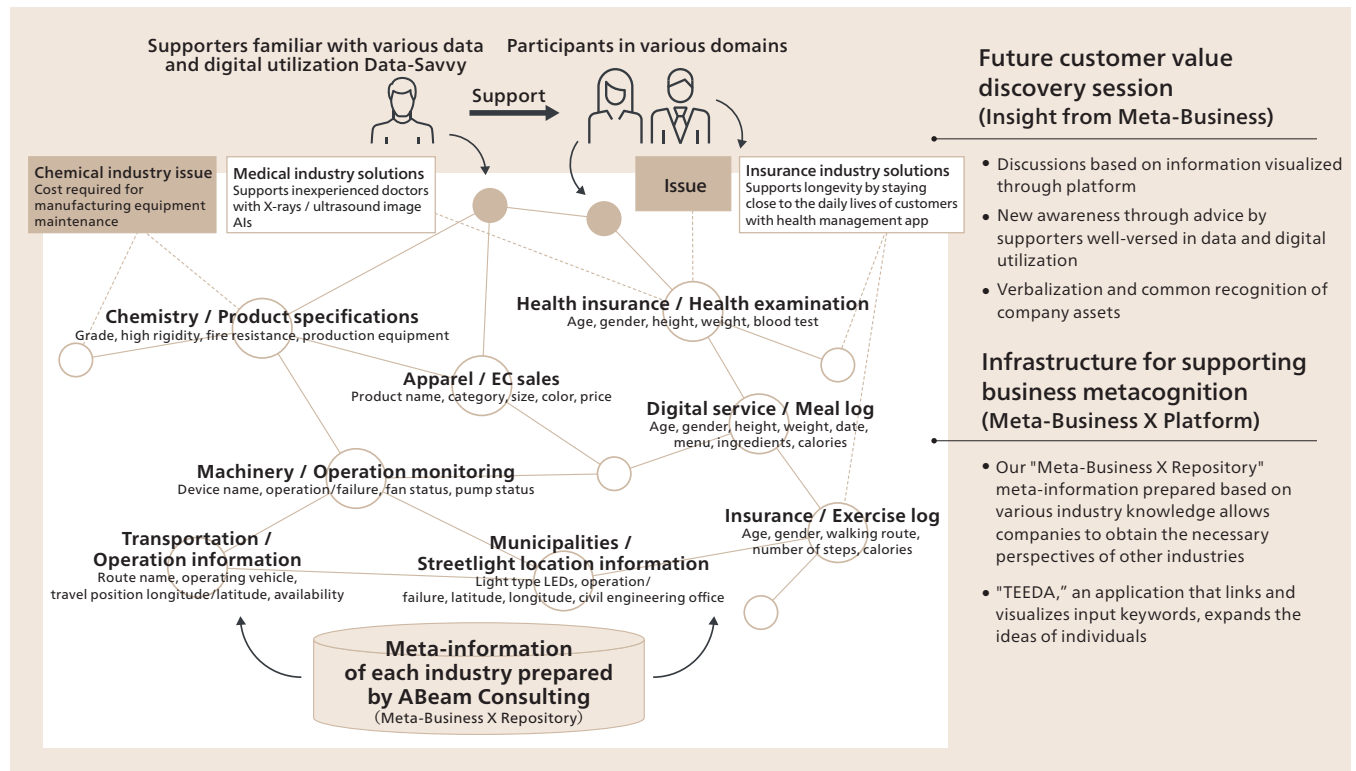 Supporters familiar with various data
and digital utilization Data-Savvy
Participants in various domains
Support
Chemical industry issue
Cost required for
manufacturing equipment
maintenance
Medical industry solutions
Supports inexperienced doctors
with X-rays / ultrasound image
AIs
Issue
Insurance industry solutions
Supports longevity by staying
close to the daily lives of customers
with health management app
Chemistry / Product specifications
Grade, high rigidity, fire resistance, production equipment
Health insurance / Health examination
Age, gender, height, weight, blood test
Apparel / EC sales
Product name, category, size, color, price
Digital service / Meal log
Age, gender, height, weight, date,
menu, ingredients, calories
Machinery / Operation monitoring
Device name, operation/failure, fan status, pump status
Insurance / Exercise log
Age, gender, walking route,
number of steps, calories
Transportation /
Operation information
Route name, operating vehicle,
travel position longitude/latitude, availability
Municipalities /
Streetlight location information
Light type LEDs, operation/
failure, latitude, longitude, civil engineering office
Meta-information
of each industry prepared
by ABeam Consulting
(Meta-Business X Repository)
Future customer value
discovery session
(Insight from Meta-Business)
• Discussions based on information visualized
through platform
• New awareness through advice by
supporters well-versed in data and digital
utilization
• Verbalization and common recognition of
company assets
Infrastructure for supporting
business metacognition
(Meta-Business X Platform)
• Our "Meta-Business X Repository"
meta-information prepared based on
various industry knowledge allows
companies to obtain the necessary
perspectives of other industries
• "TEEDA,” an application that links and
visualizes input keywords, expands the
ideas of individuals